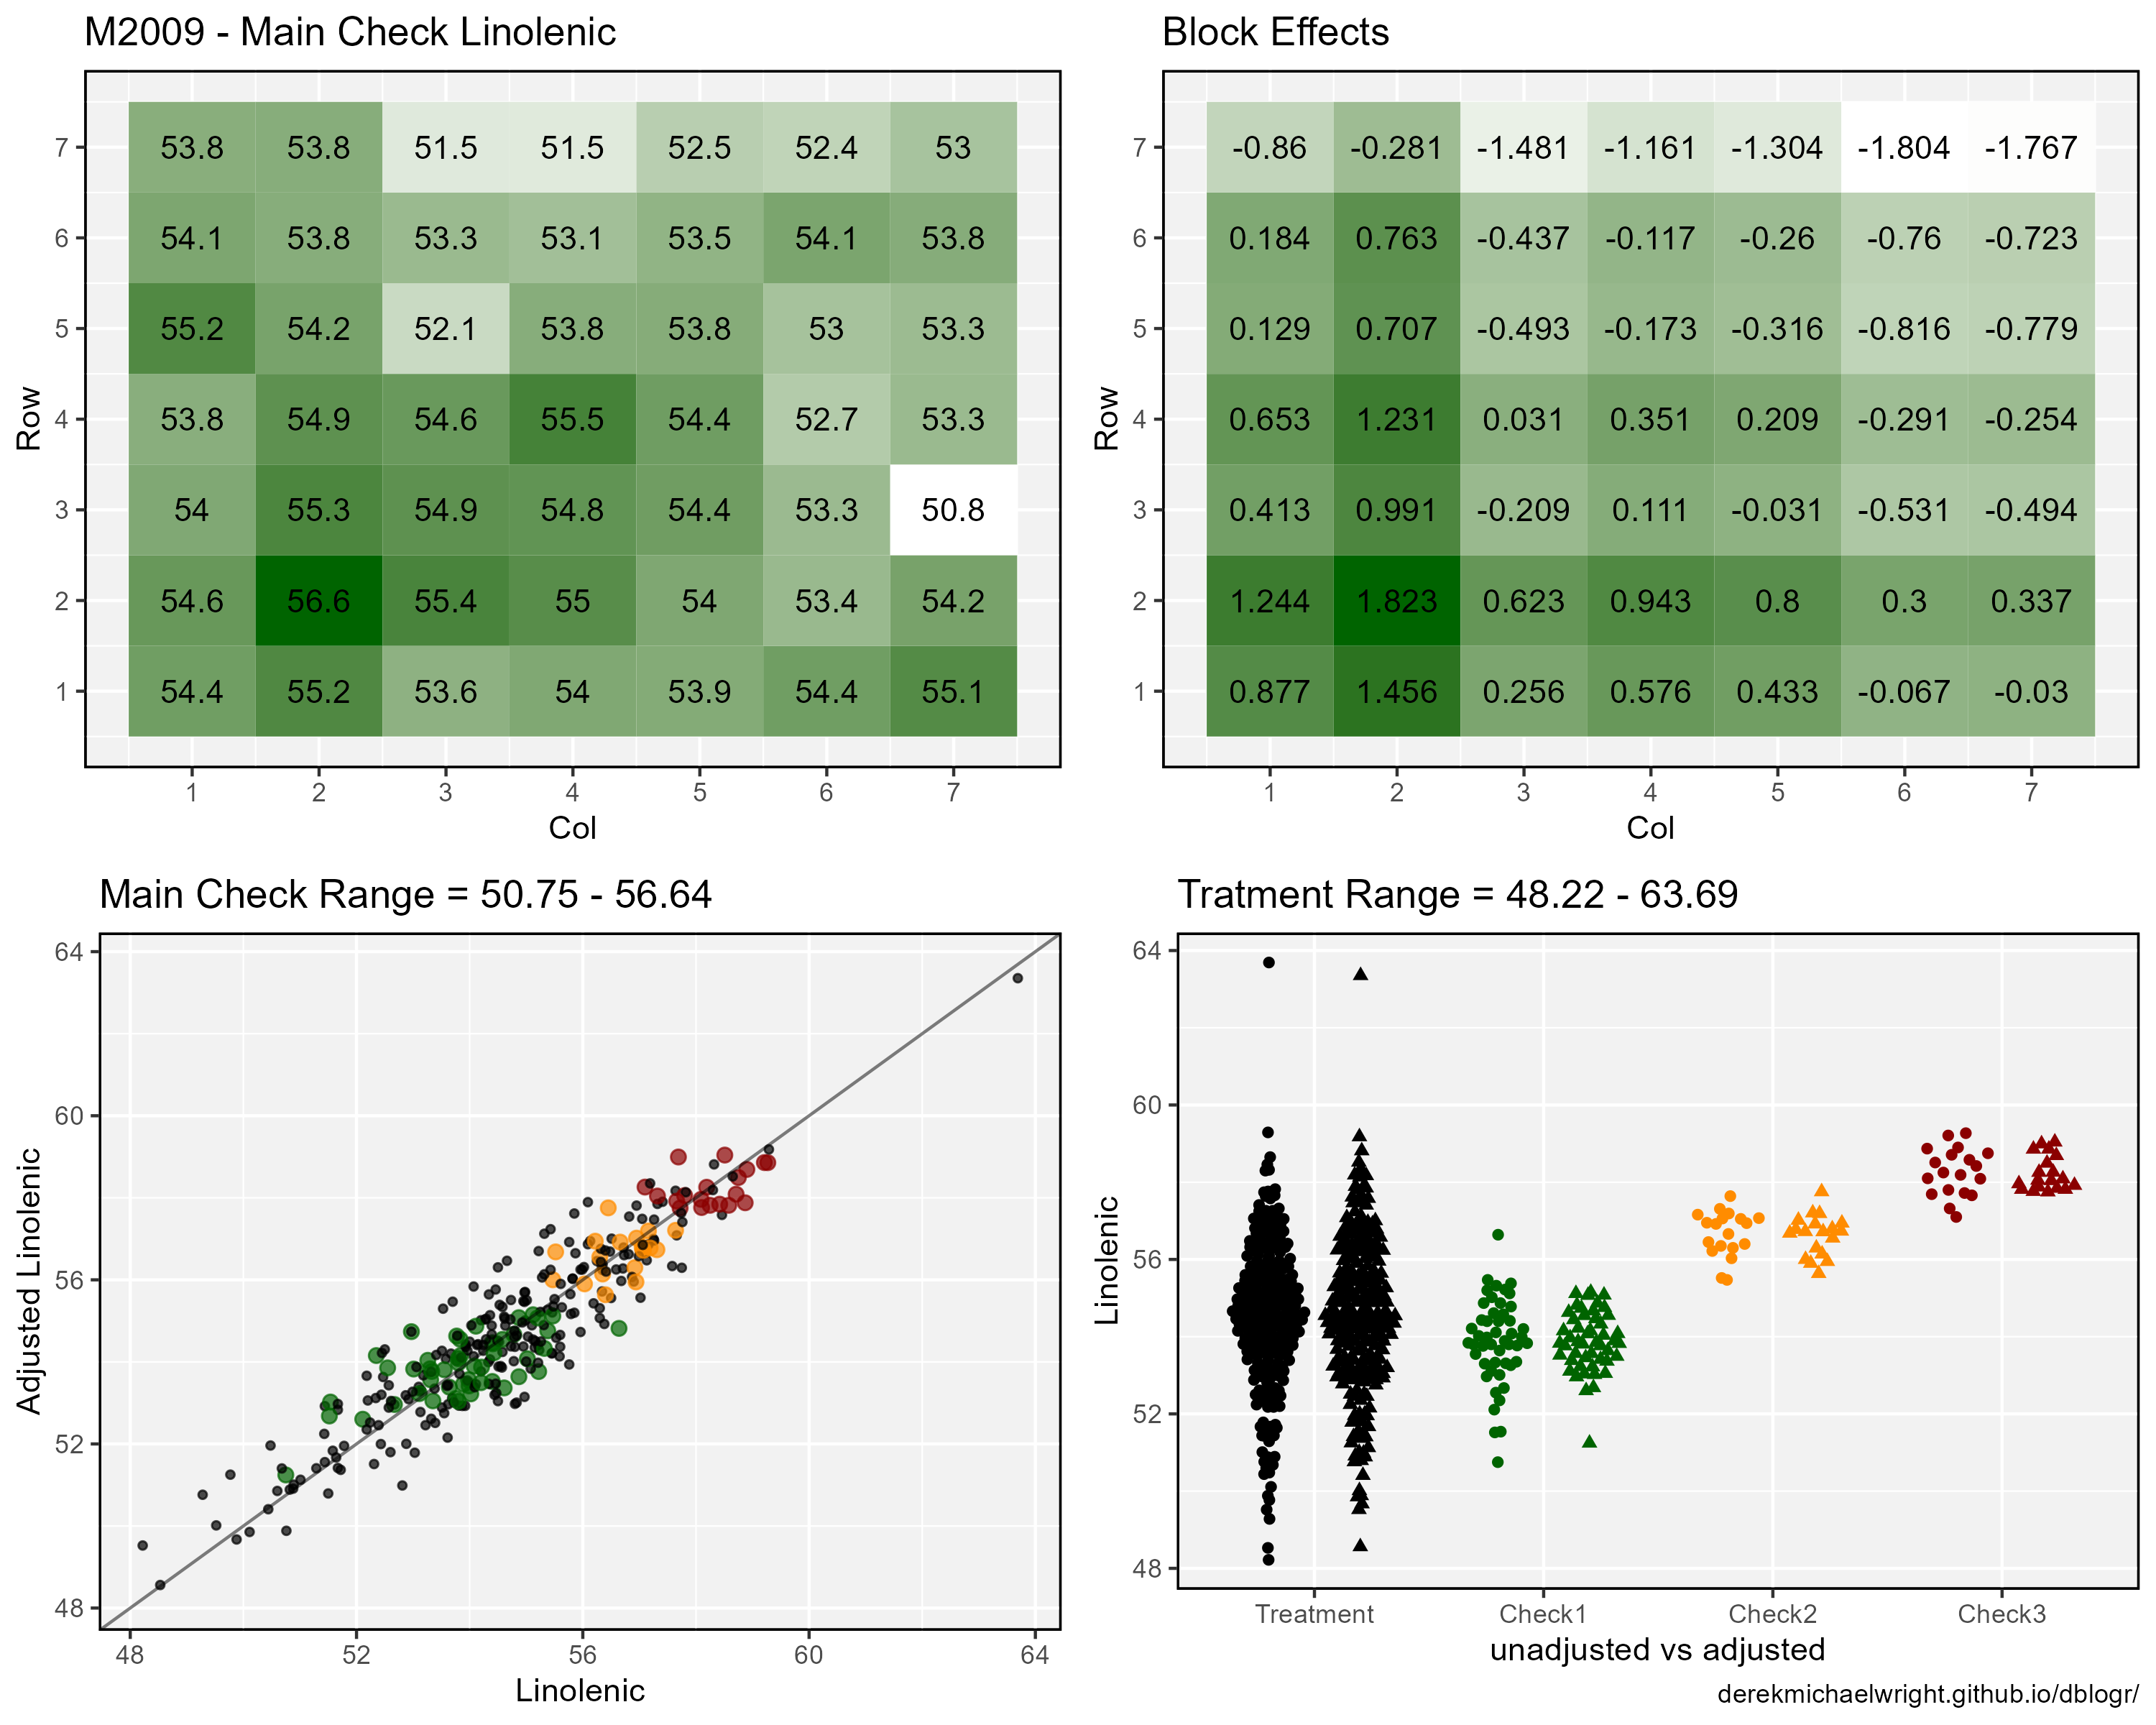 M2009 - Main Check Linolenic
7 53.8 53.8 51.5 51.5 52.5 52.4 53
6 54.1 53.8 53.3 53.1 53.5 54.1 53.8
5 55.2 54.2 52.1 53.8 53.8 53 53.3
4 53.8 54.9 54.6 55.5 54.4 52.7 53.3
3 54 55.3 54.9 54.8 54.4 53.3 50.8
2 54.6 56.6 55.4 55 54 53.4 54.2
1 54.4 55.2 53.6 54 53.9 54.4 55.1
Row
1 2 3 4 5 6 7
Col
Block Effects
7 -0.86 -0.281 -1.481 -1.161 -1.304 -1.804 -1.767
6 0.184 0.763 -0.437 -0.117 -0.26 -0.76 -0.723
5 0.129 0.707 -0.493 -0.173 -0.316 -0.816 -0.779
4 0.653 1.231 0.031 0.351 0.209 -0.291 -0.254
3 0.413 0.991 -0.209 0.111 -0.031 -0.531 -0.494
2 1.244 1.823 0.623 0.943 0.8 0.3 0.337
1 0.877 1.456 0.256 0.576 0.433 -0.067 -0.03
Row
1 2 3 4 5 6 7
Col
Main Check Range = 50.75 - 56.64
64
60
56
52
48
Adjusted Linolenic
48 52 56 60 64
Linolenic
Tratment Range = 48.22 - 63.69
64
60
56
52
48
Linolenic
Treatment Check1 Check2 Check3
unadjusted vs adjusted
derekmichaelwright.github.io/dblogr/